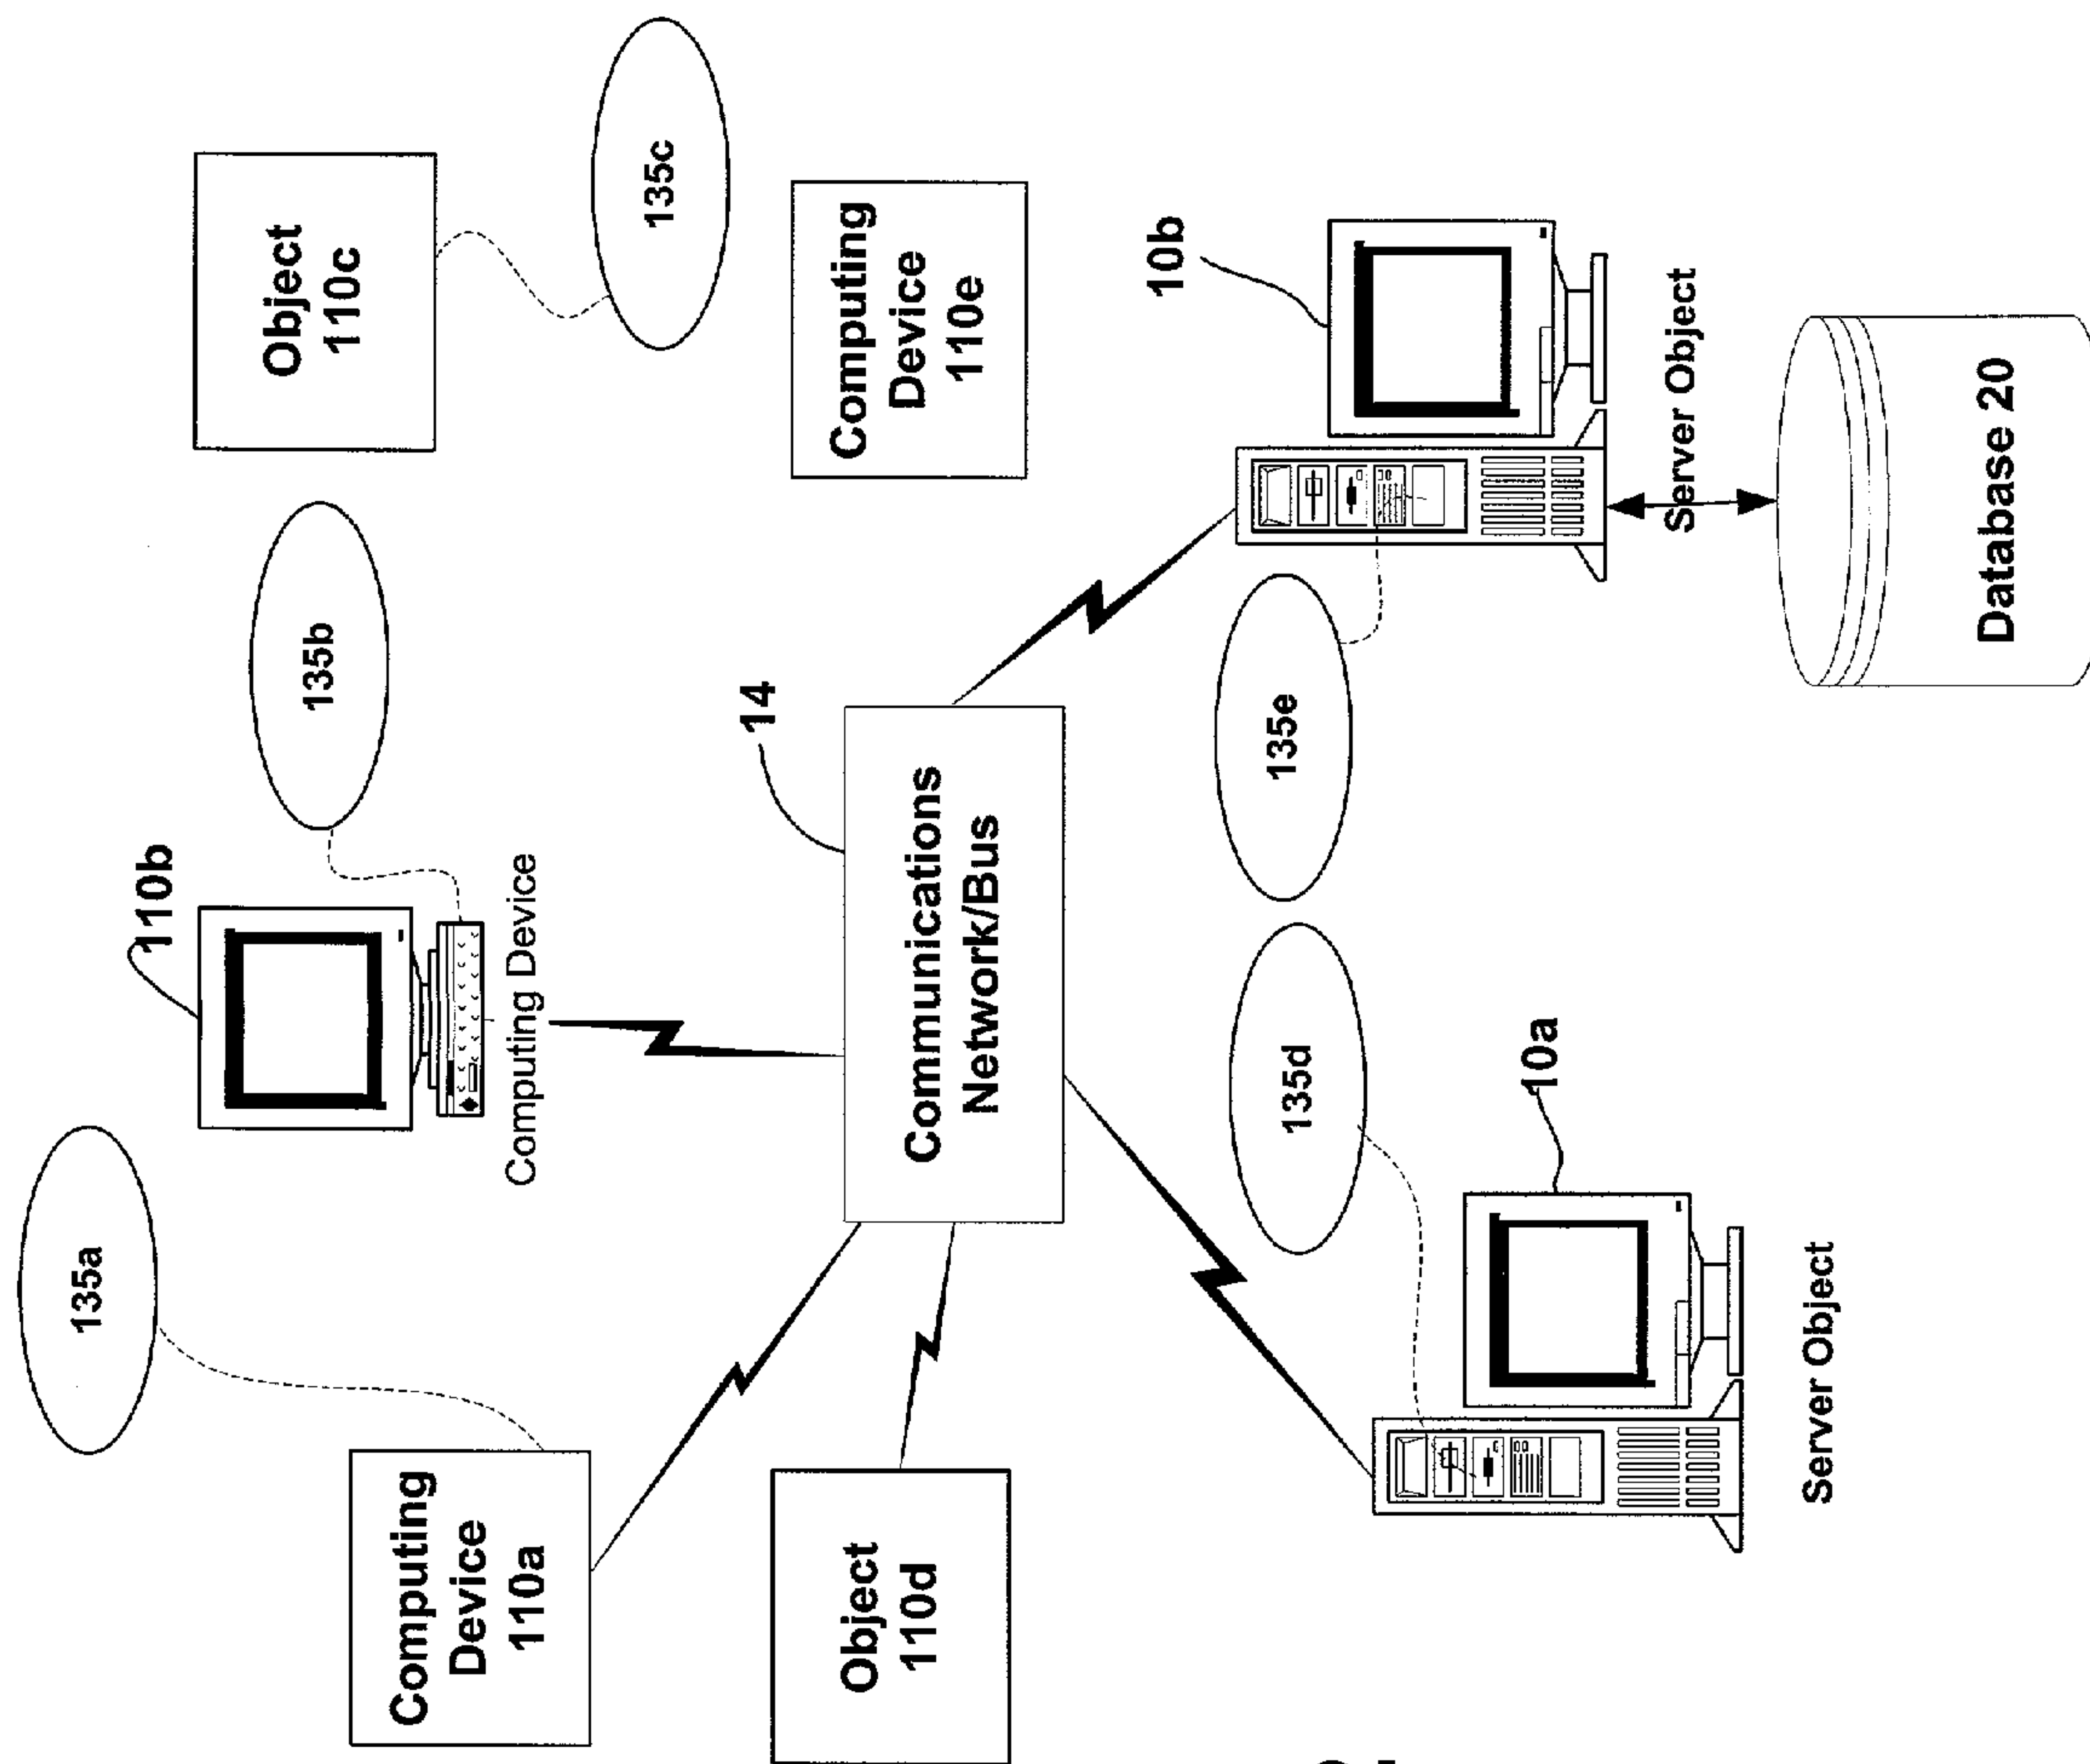 135a
110b
135b
Object
110c
135c
Computing
Device
110a
Computing Device
Computing
Device
110e
14
Object
110d
Communications
Network/Bus
10b
135d
135e
10a
Server Object
Server Object
Database 20